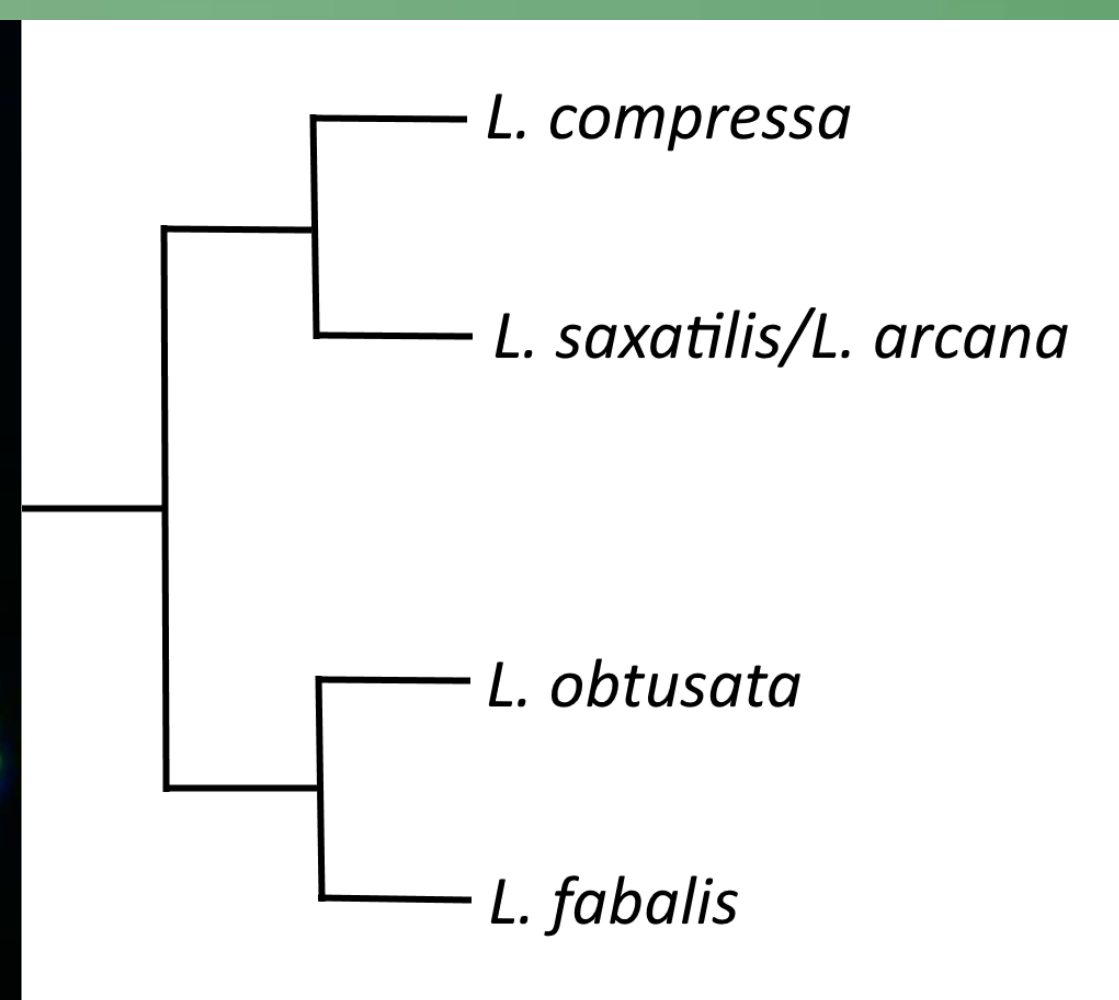 L. compressa
L. saxatilis/L. arcana
L. obtusata
L. fabalis